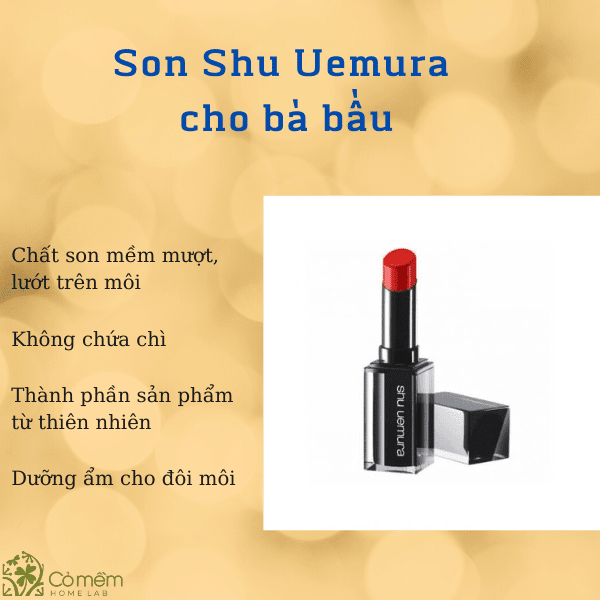 Son Shu Uemura
cho bà bầu
Chất son mềm mượt,
lướt trên môi
Không chứa chì
Thành phần sản phẩm
từ thiên nhiên
Dưỡng ẩm cho đôi môi
shu uemura
Cỏ mềm
HOME LAB